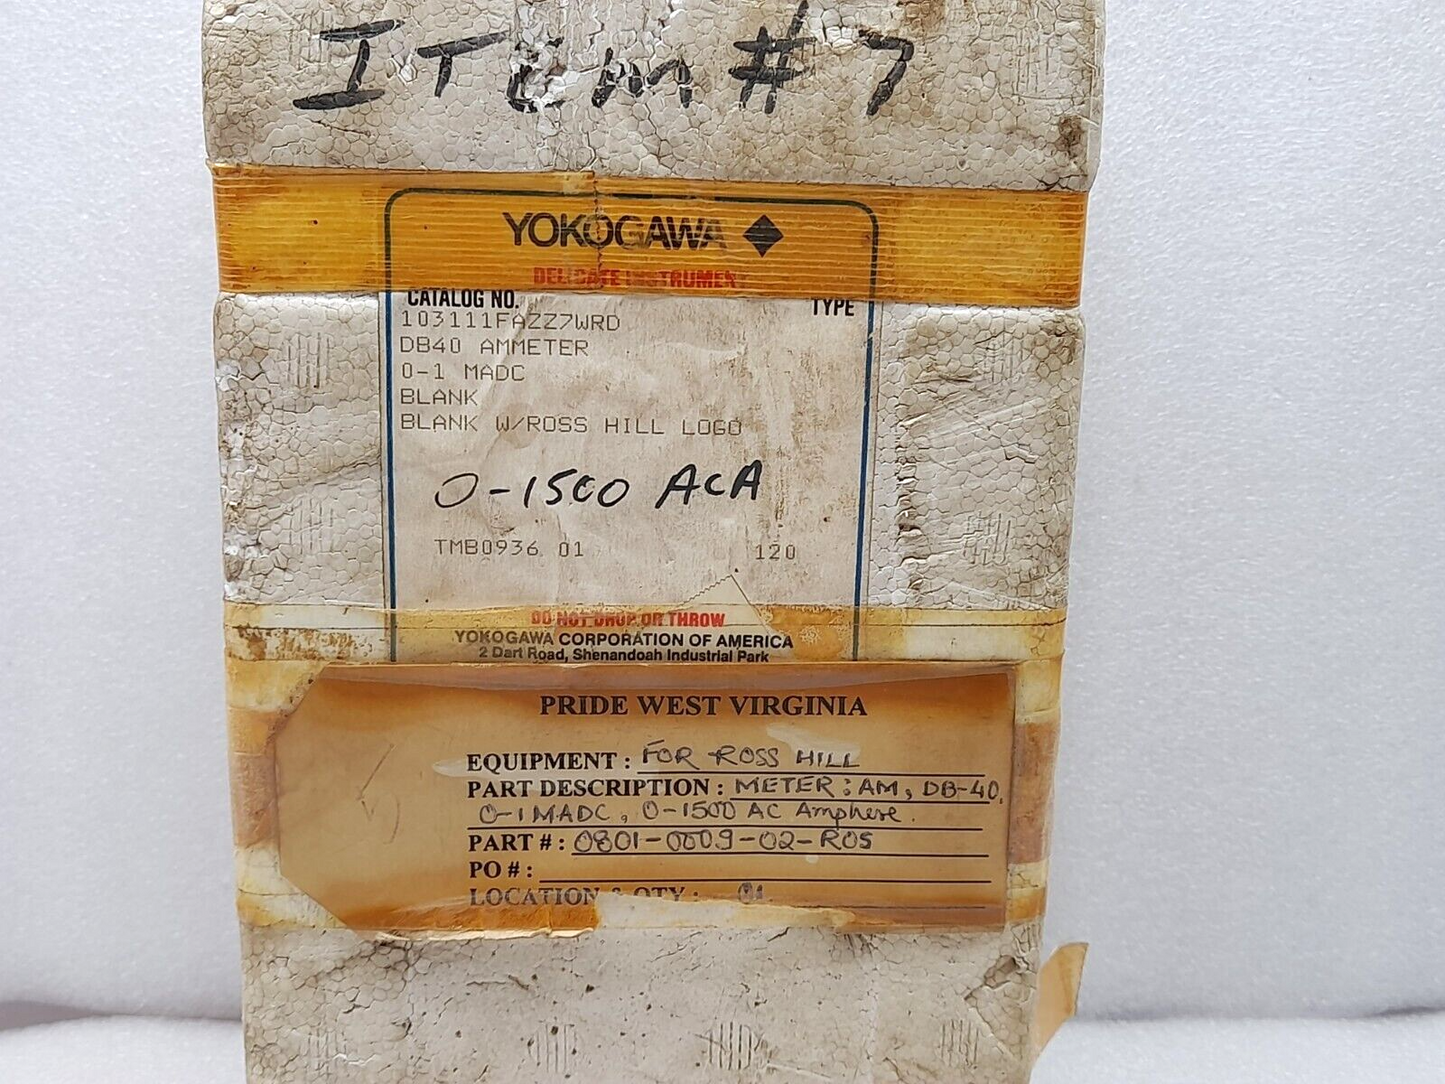 ITEM #7
YOKOGAWA
DELICATE INSTRUMENT
CATALOG NO. TYPE
103111FAZZ7WRD
DB40 AMMETER
0-1 MADC
BLANK
BLANK W/ROSS HILL LOGO
0-1500 ACA
TMB0936 01 120
DO NOT DROP OR THROW
YOKOGAWA CORPORATION OF AMERICA
2 Dart Road, Shenandoah Industrial Park
PRIDE WEST VIRGINIA
EQUIPMENT : FOR ROSS HILL
PART DESCRIPTION : METER : AM, DB-40,
0-1 MADC, 0-1500 AC Amphere.
PART # : 0801-0009-02-ROS
PO # :
LOCATION & QTY : 01.